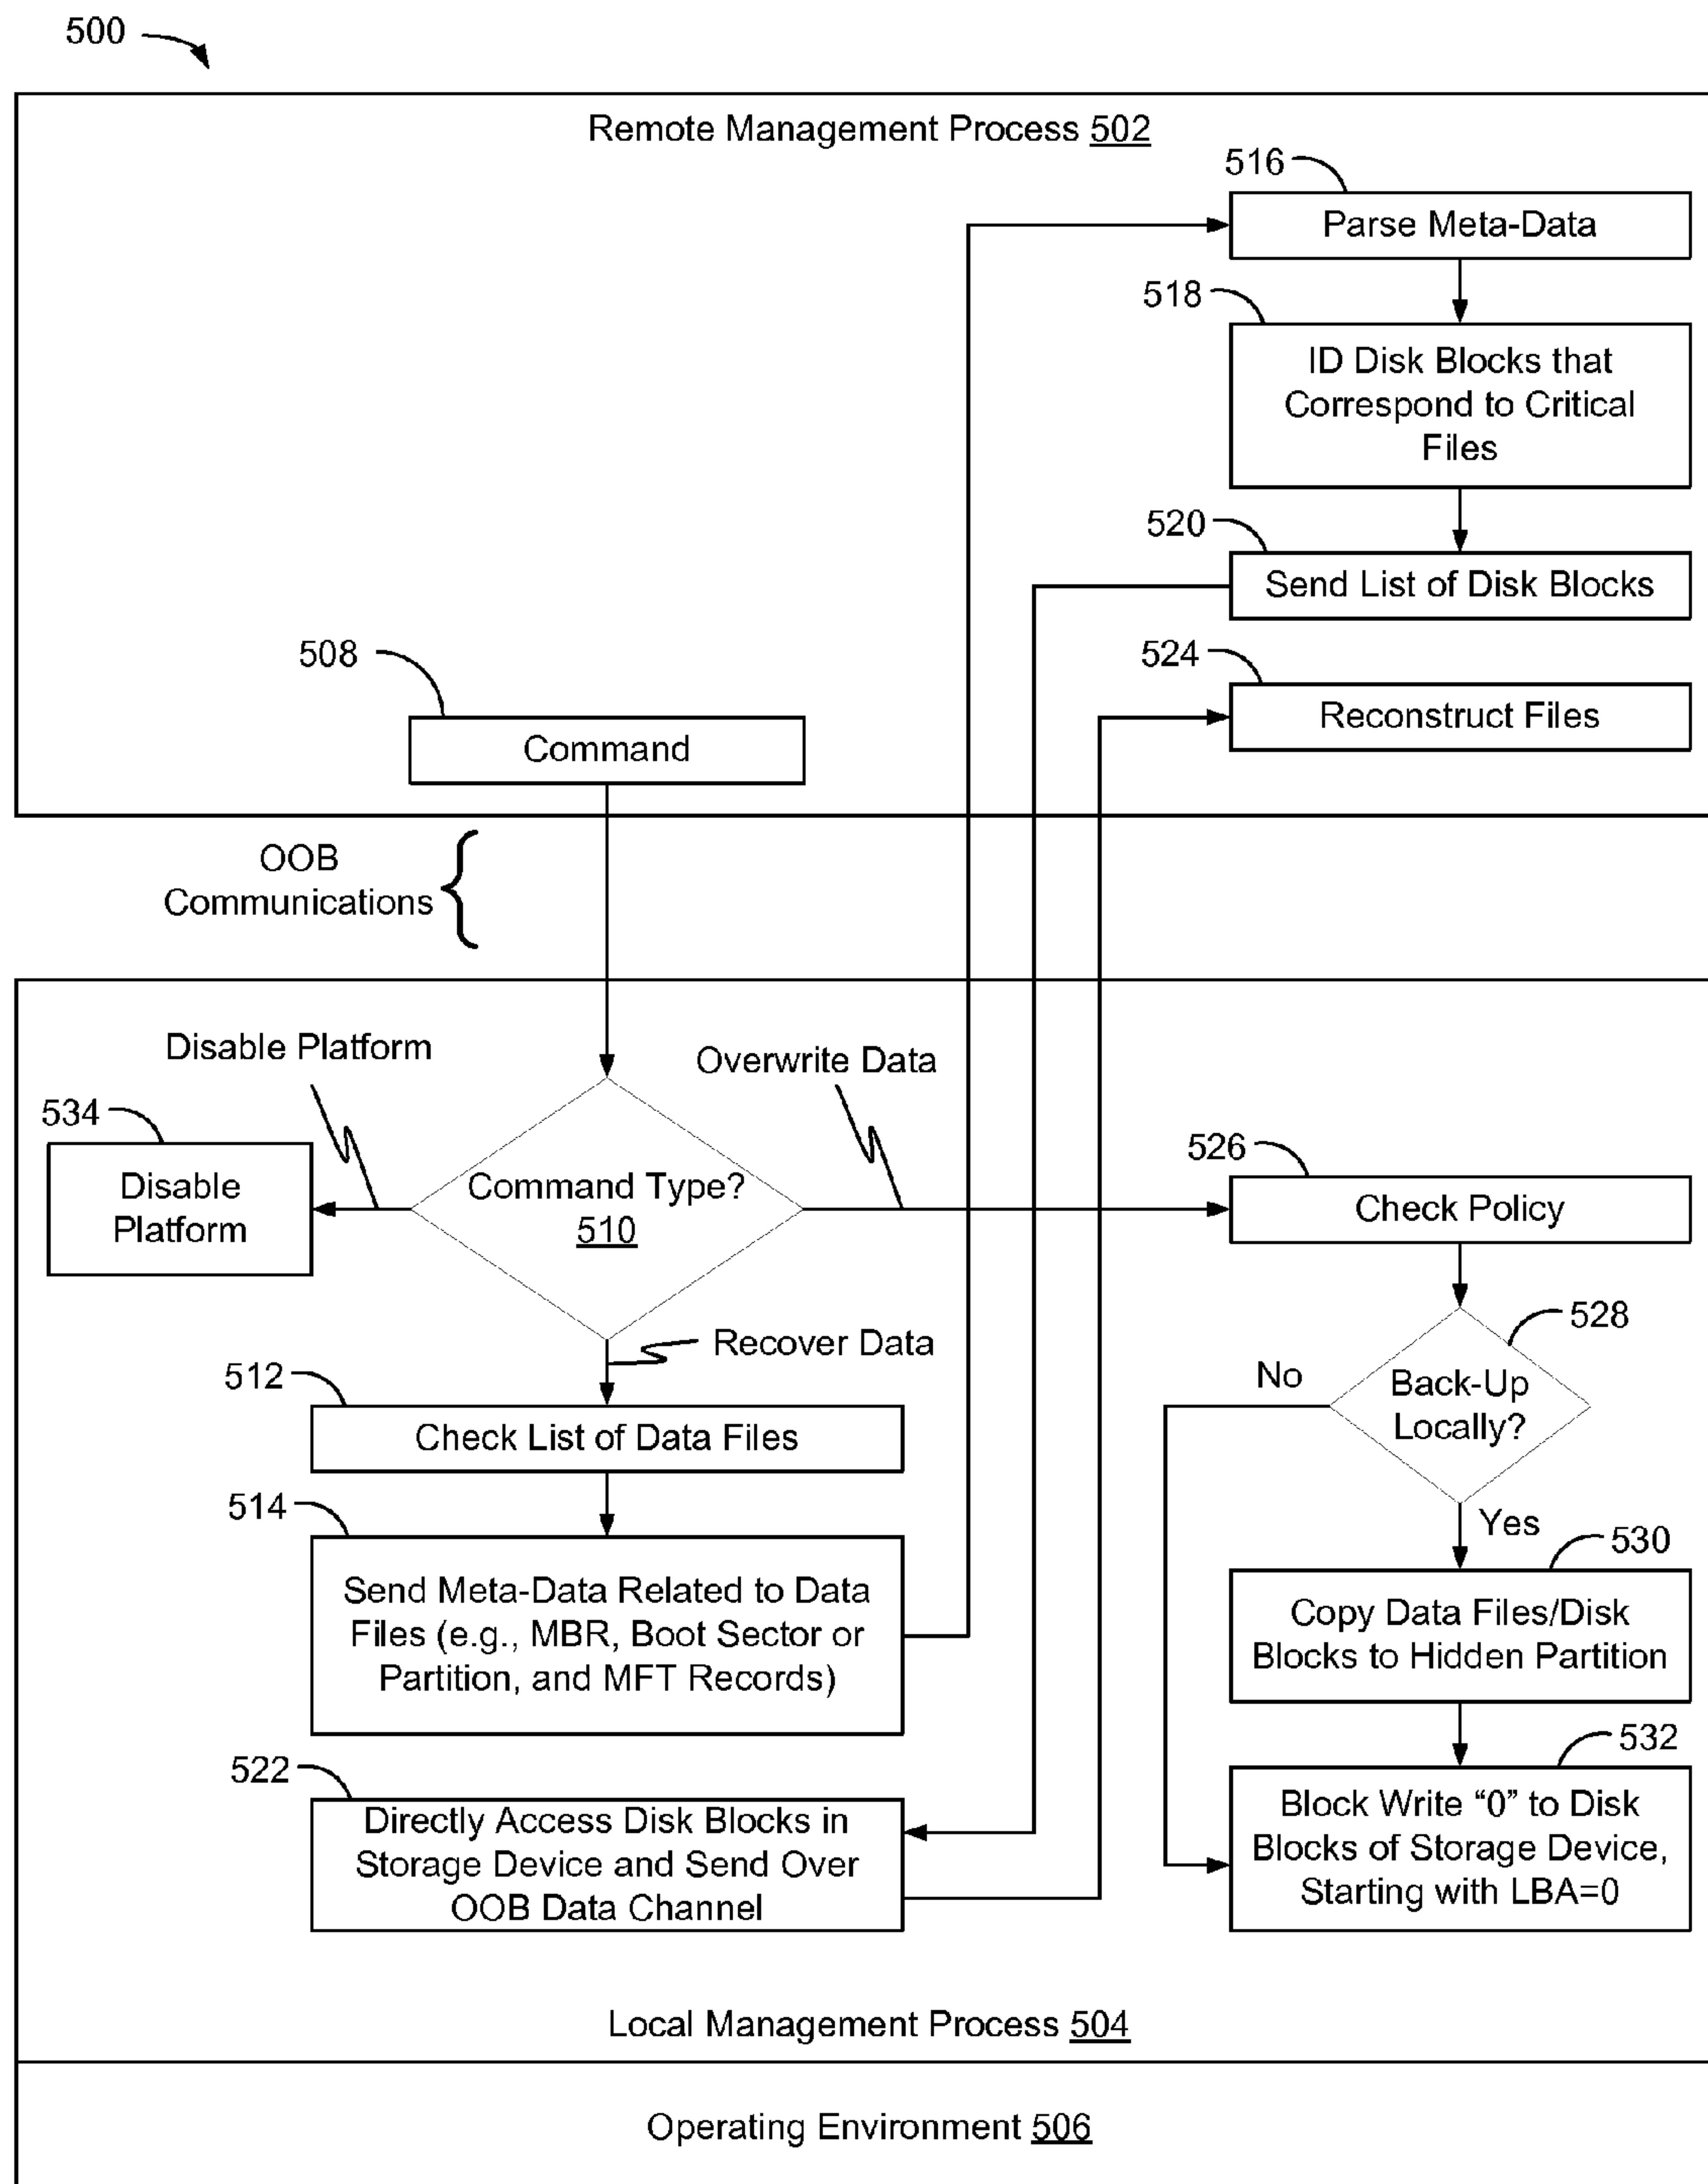 500
Remote Management Process 502
516
Parse Meta-Data
518
ID Disk Blocks that
Correspond to Critical
Files
520
Send List of Disk Blocks
524
Reconstruct Files
508
Command
OOB
Communications
Disable Platform
Overwrite Data
534
Disable
Platform
Command Type?
510
526
Check Policy
528
Back-Up
Locally?
No
Yes
Recover Data
512
Check List of Data Files
514
Send Meta-Data Related to Data
Files (e.g., MBR, Boot Sector or
Partition, and MFT Records)
530
Copy Data Files/Disk
Blocks to Hidden Partition
522
Directly Access Disk Blocks in
Storage Device and Send Over
OOB Data Channel
532
Block Write “0” to Disk
Blocks of Storage Device,
Starting with LBA=0
Local Management Process 504
Operating Environment 506